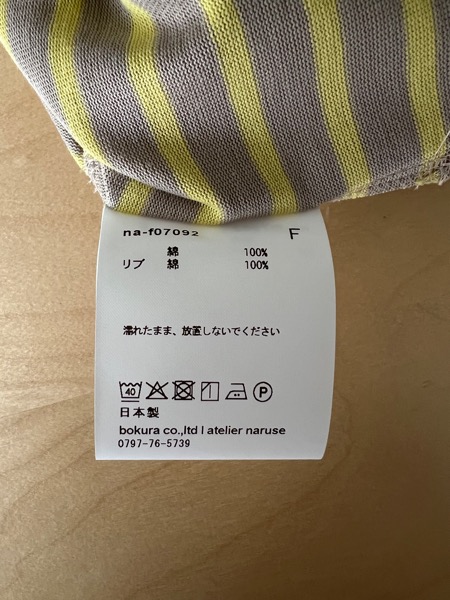 na-f07092 F
綿 100%
リブ 綿 100%
濡れたまま、放置しないでください
40 P
日本製
bokura co.,ltd l atelier naruse
0797-76-5739